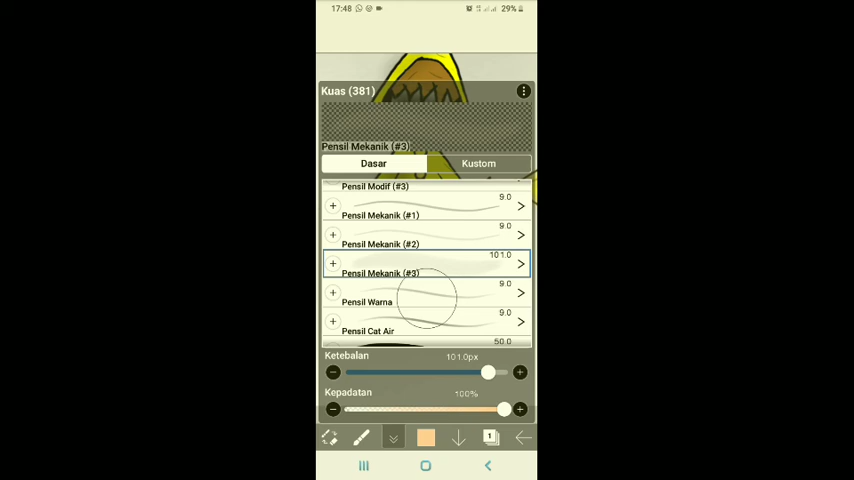 17:48 29%
Kuas (381)
Pensil Mekanik (#3)
Dasar Kustom
Pensil Modif (#3)
9.0
Pensil Mekanik (#1)
9.0
Pensil Mekanik (#2)
101.0
Pensil Mekanik (#3)
9.0
Pensil Warna
9.0
Pensil Cat Air
50.0
Ketebalan 101.0px
Kepadatan 100%
1